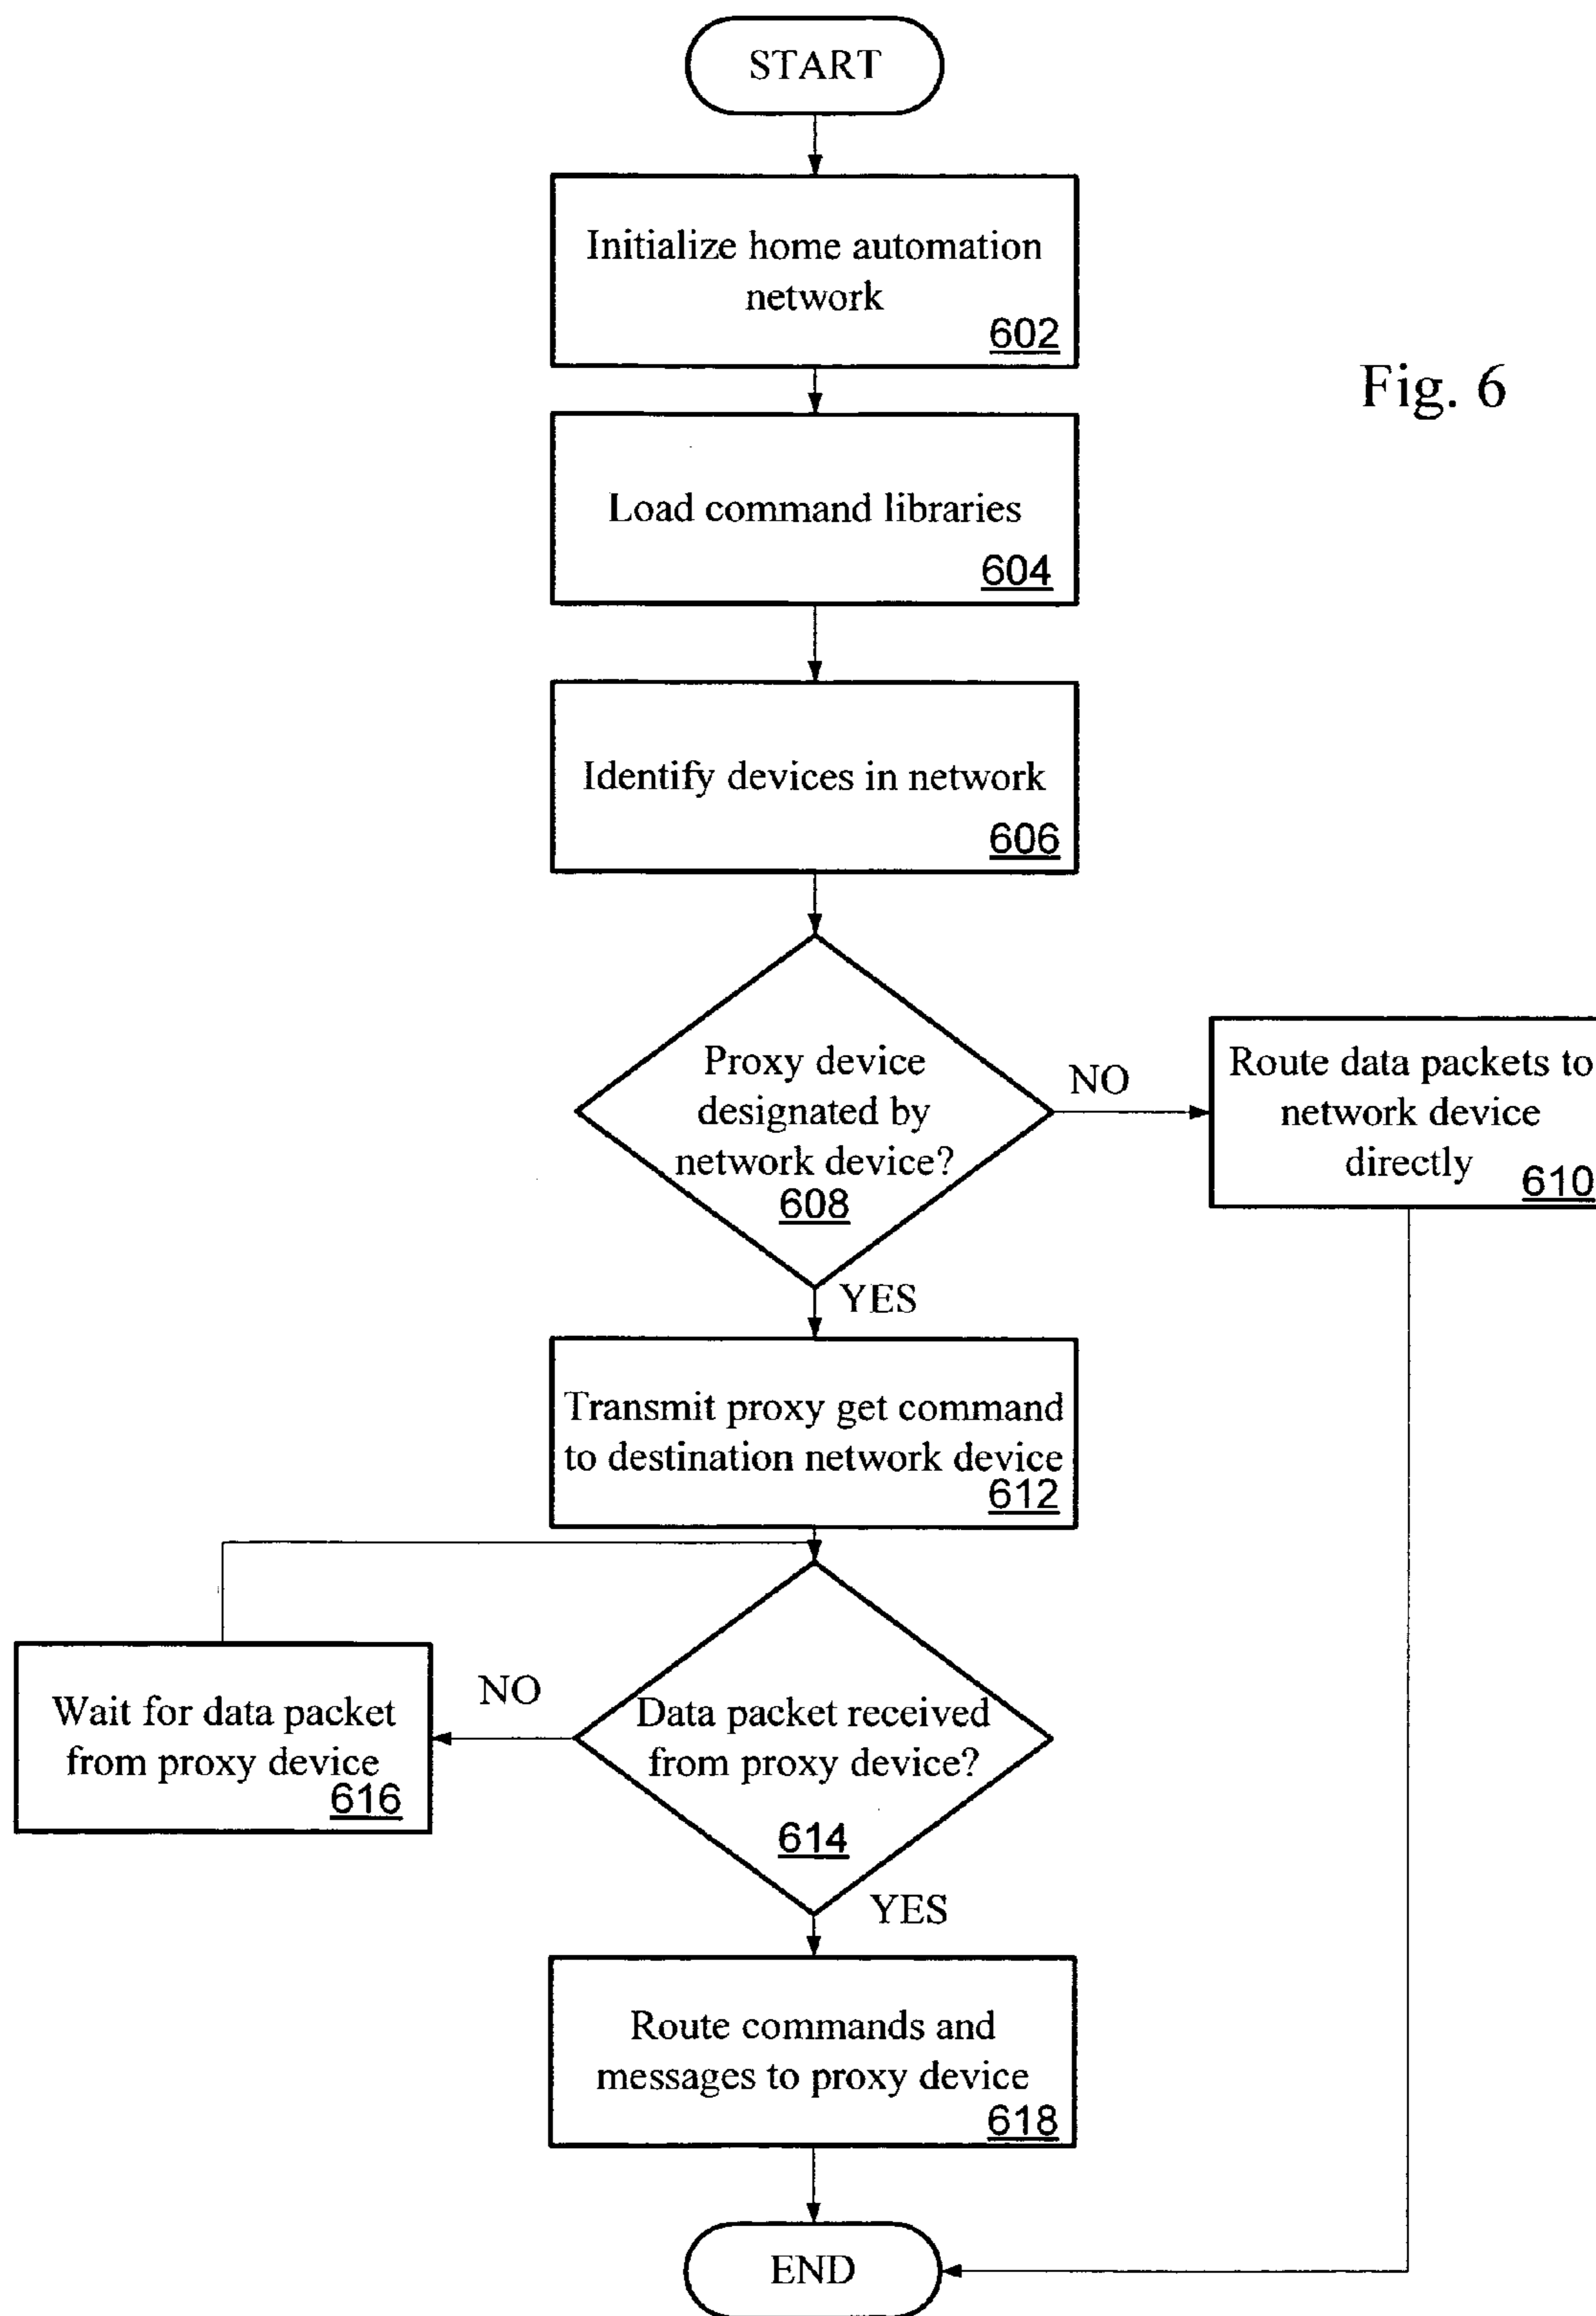 START
Initialize home automation
network
602
Fig. 6
Load command libraries
604
Identify devices in network
606
Proxy device
designated by
network device?
608
NO
Route data packets to
network device
directly
610
YES
Transmit proxy get command
to destination network device
612
Wait for data packet
from proxy device
616
NO
Data packet received
from proxy device?
614
YES
Route commands and
messages to proxy device
618
END